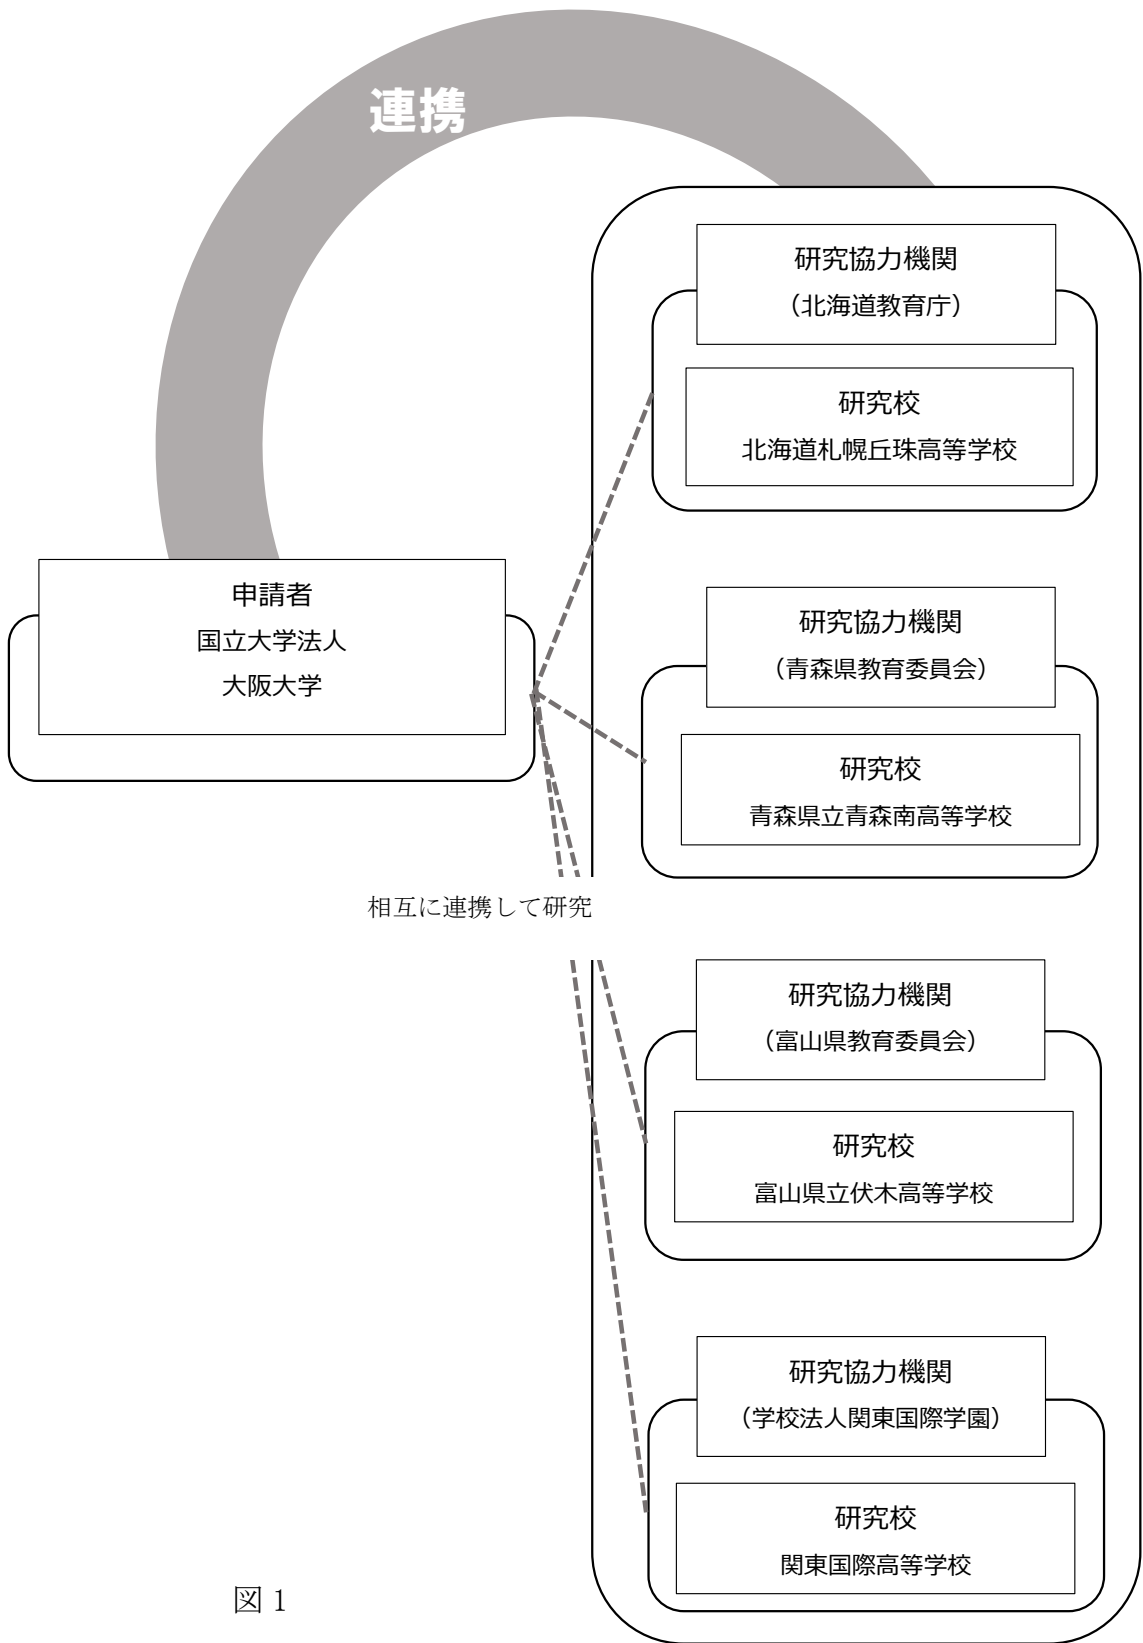 連携
研究協力機関
（北海道教育庁）
研究校
北海道札幌丘珠高等学校
申請者
国立大学法人
大阪大学
研究協力機関
（青森県教育委員会）
研究校
青森県立青森南高等学校
相互に連携して研究
研究協力機関
（富山県教育委員会）
研究校
富山県立伏木高等学校
研究協力機関
（学校法人関東国際学園）
研究校
関東国際高等学校
図 1